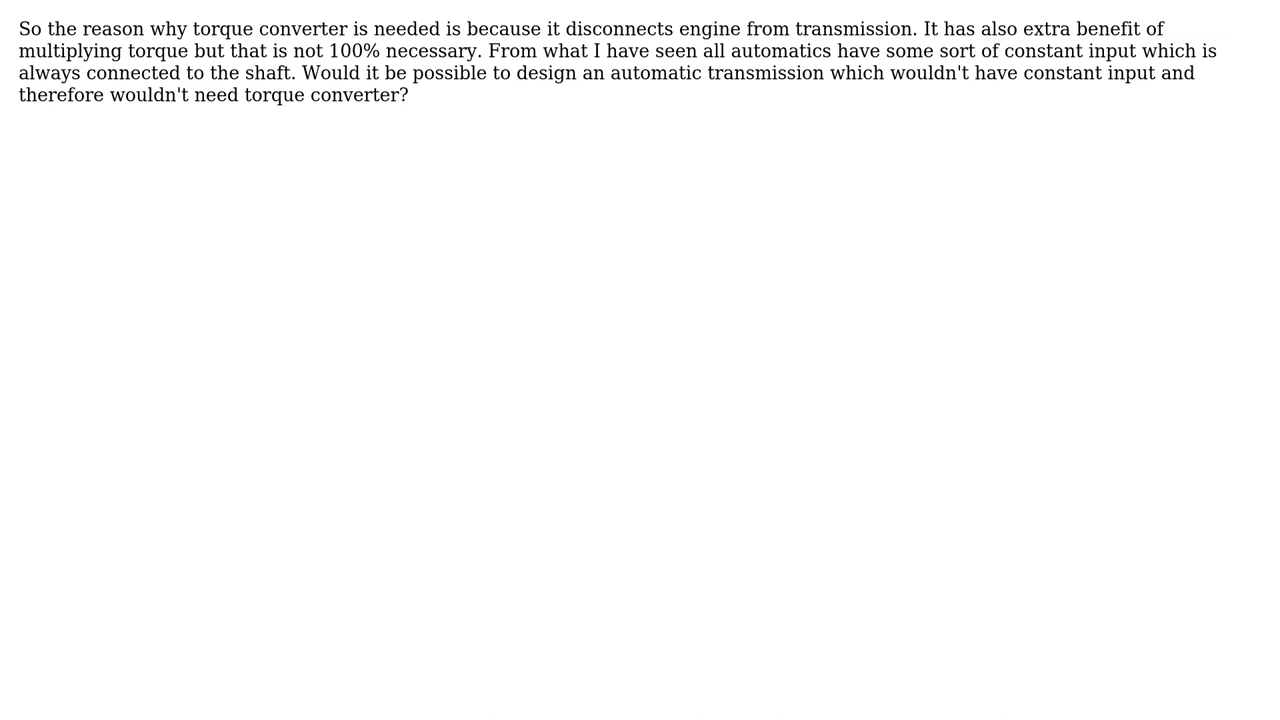 So the reason why torque converter is needed is because it disconnects engine from transmission. It has also extra benefit of
multiplying torque but that is not 100% necessary. From what I have seen all automatics have some sort of constant input which is
always connected to the shaft. Would it be possible to design an automatic transmission which wouldn't have constant input and
therefore wouldn't need torque converter?